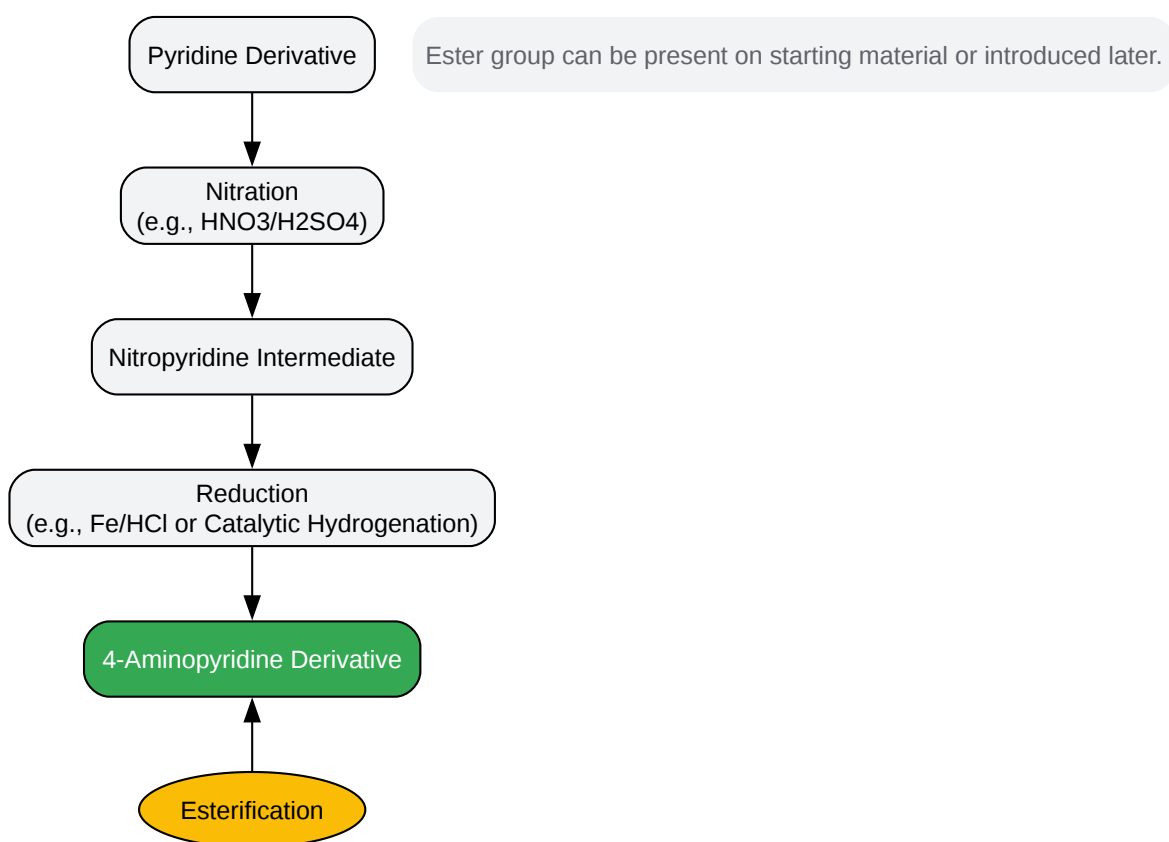 Pyridine Derivative
Ester group can be present on starting material or introduced later.
Nitration
(e.g., HNO3/H2SO4)
Nitropyridine Intermediate
Reduction
(e.g., Fe/HCl or Catalytic Hydrogenation)
4-Aminopyridine Derivative
Esterification